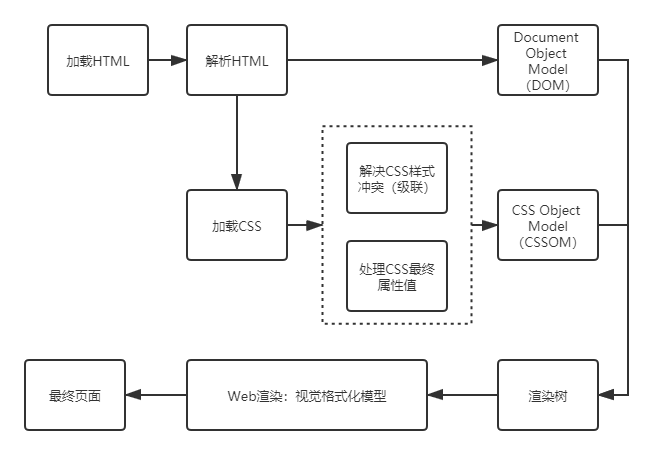 加载HTML
解析HTML
Document
Object
Model
（DOM）
解决CSS样式
冲突（级联）
加载CSS
处理CSS最终
属性值
CSS Object
Model
（CSSOM）
最终页面
Web渲染：视觉格式化模型
渲染树